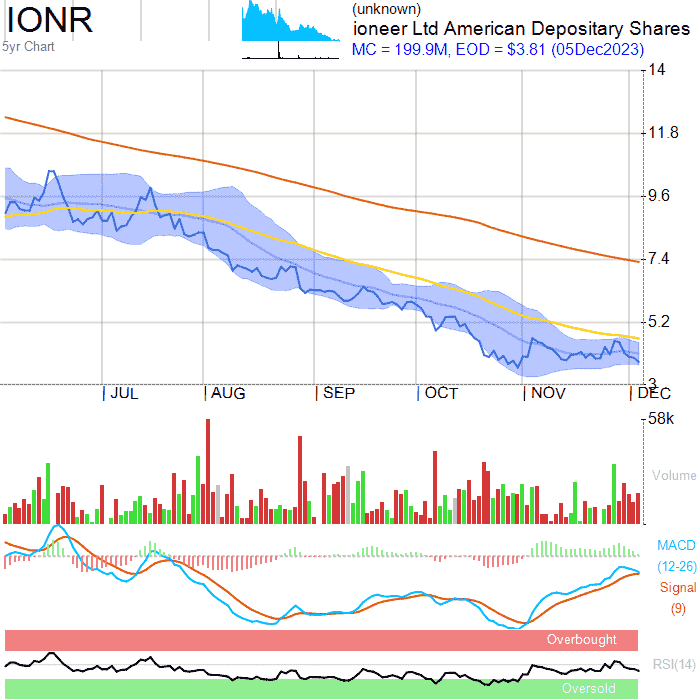 IONR
5yr Chart
(unknown)
ioneer Ltd American Depositary Shares
MC = 199.9M, EOD = $3.81 (05Dec2023)
14
11.8
9.6
7.4
5.2
3
JUL
AUG
SEP
OCT
NOV
DEC
58k
Volume
MACD
(12-26)
Signal
(9)
Overbought
RSI(14)
Oversold